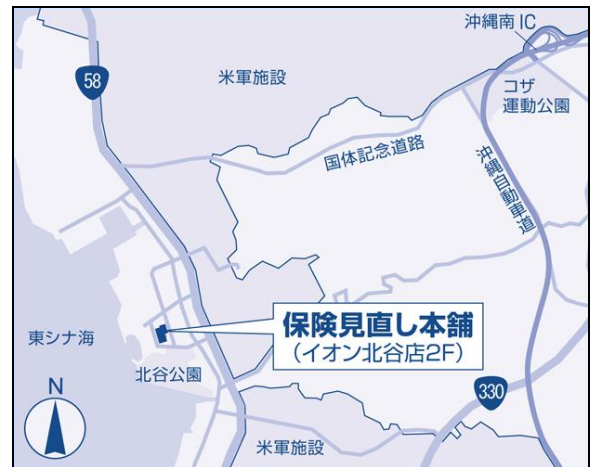 沖縄南IC
58
米軍施設
コザ
運動公園
国体記念道路
沖縄自動車道
保険見直し本舗
(イオン北谷店2F)
東シナ海
北谷公園
N
330
米軍施設